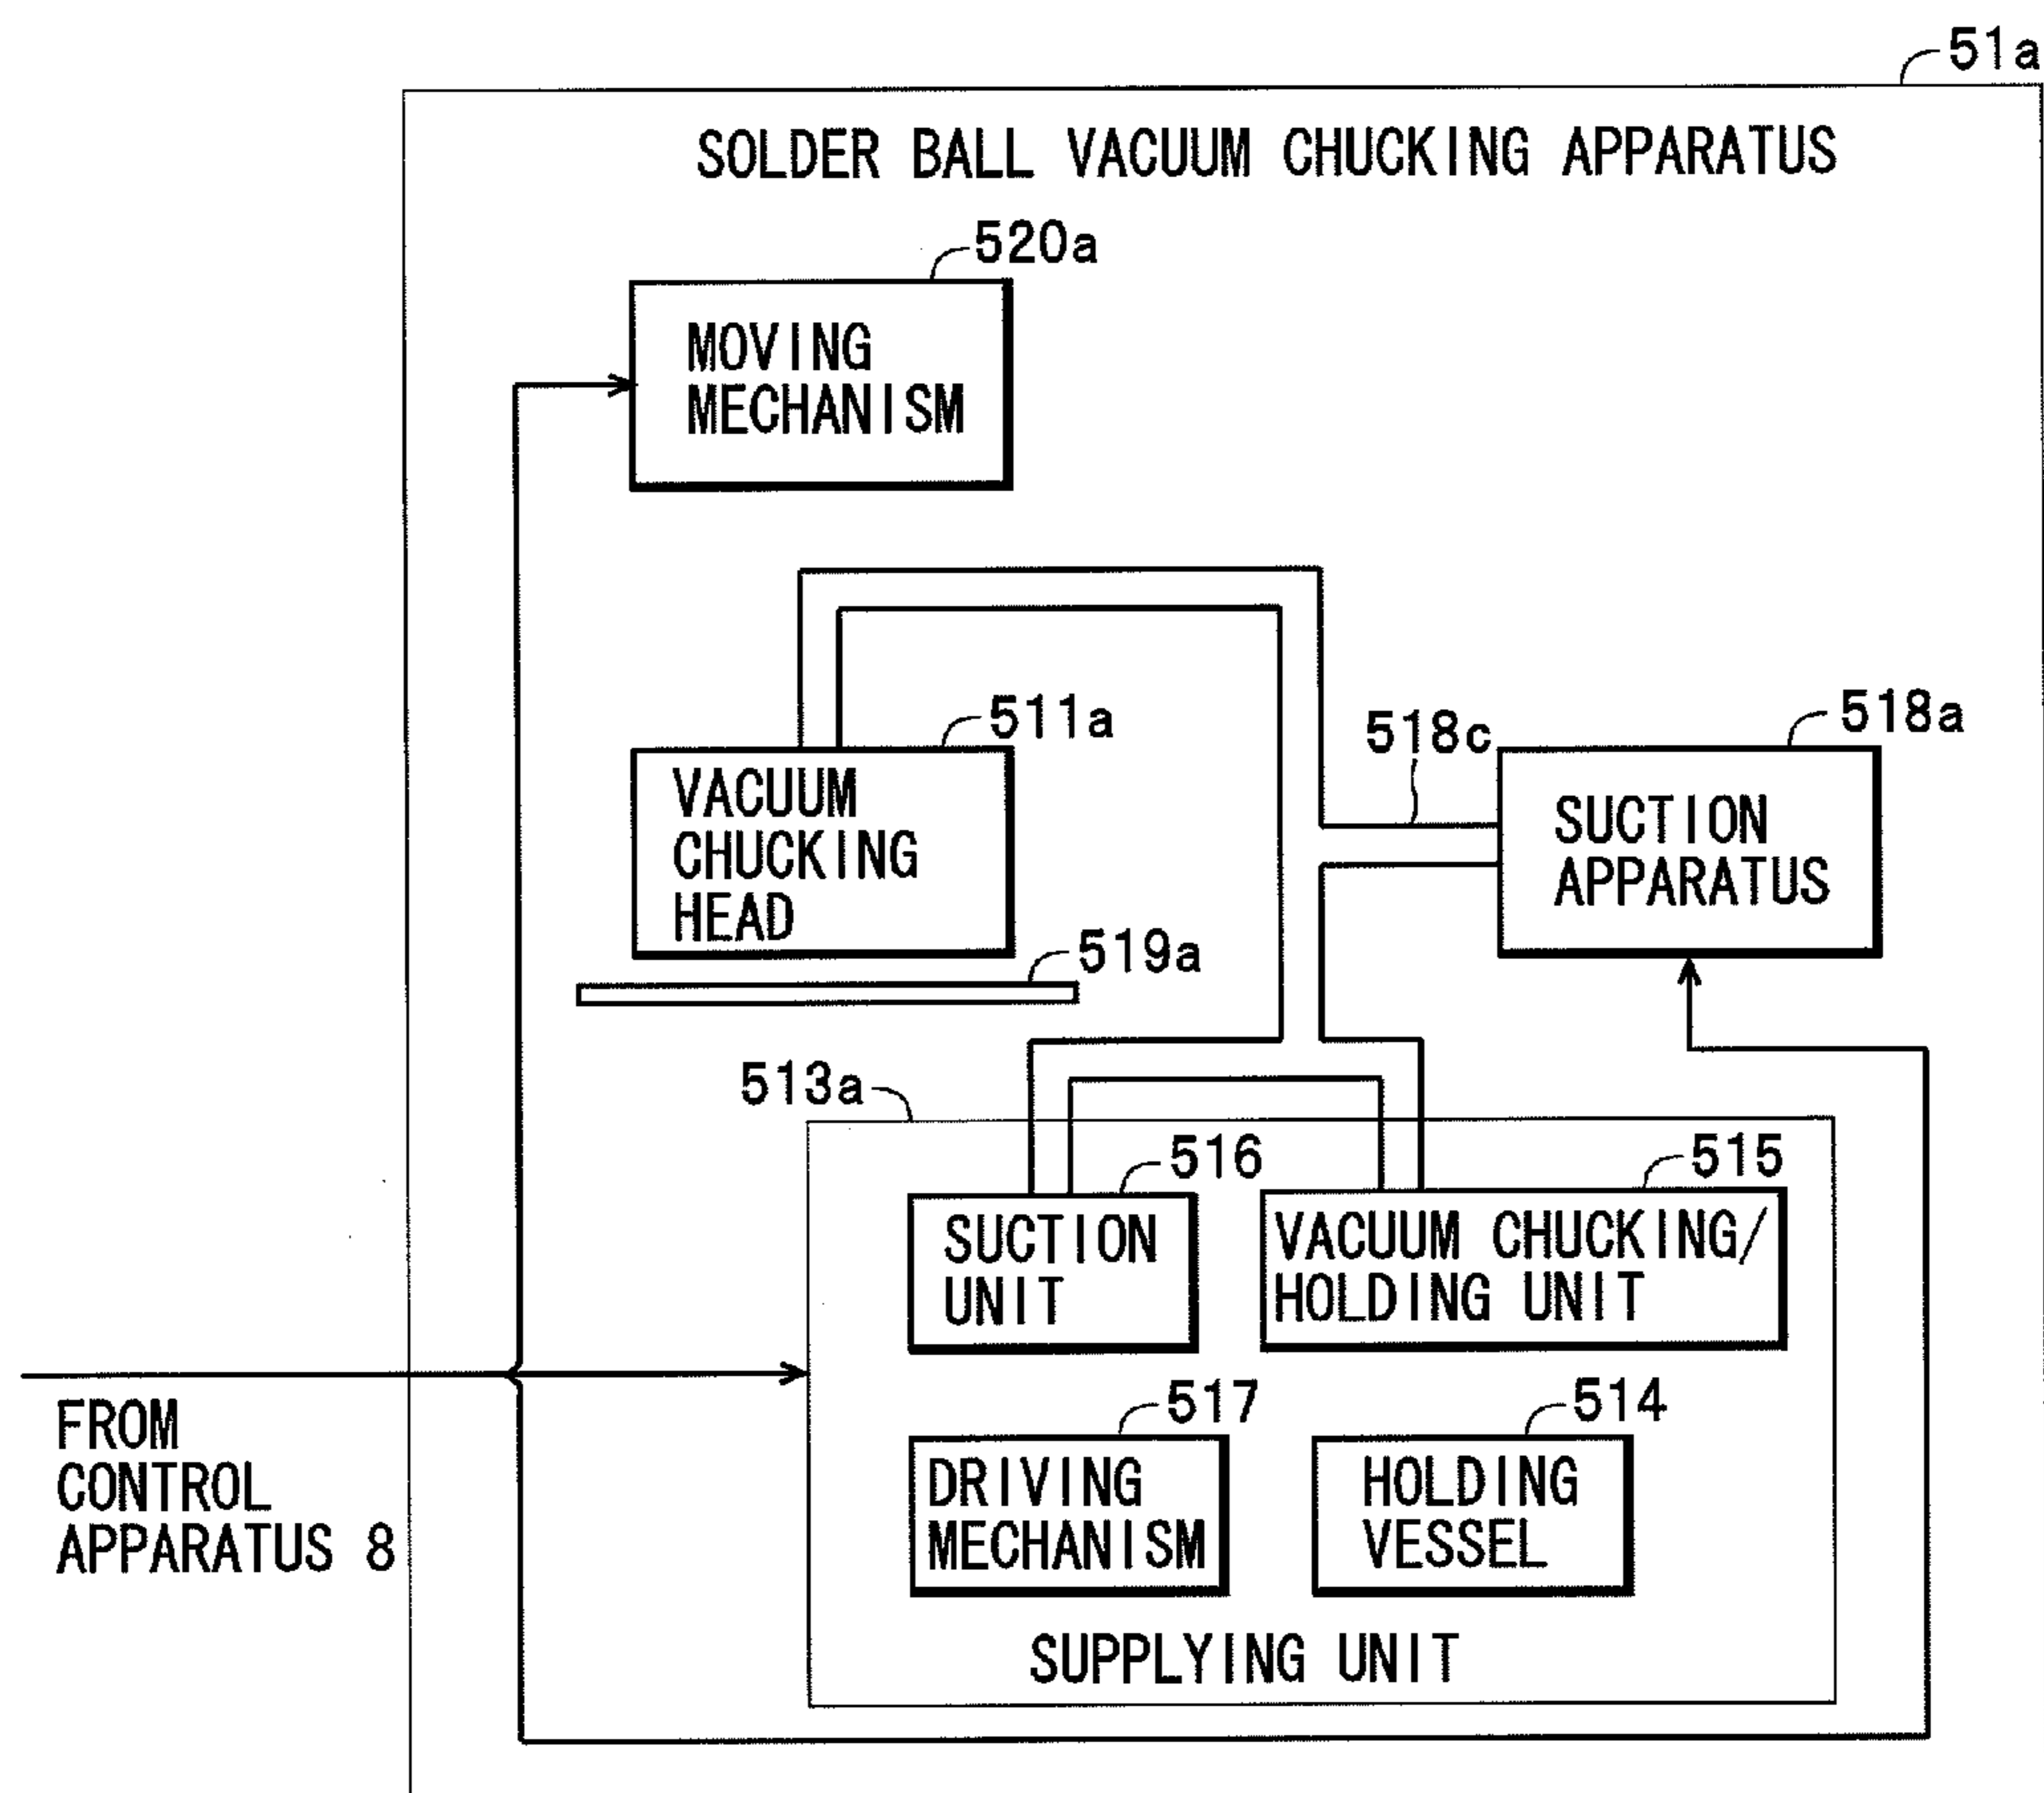 51a
SOLDER BALL VACUUM CHUCKING APPARATUS
520a
MOVING
MECHANISM
511a
VACUUM
CHUCKING
HEAD
518c
518a
SUCTION
APPARATUS
519a
513a
516
SUCTION
UNIT
515
VACUUM CHUCKING/
HOLDING UNIT
FROM
CONTROL
APPARATUS 8
517
DRIVING
MECHANISM
514
HOLDING
VESSEL
SUPPLYING UNIT